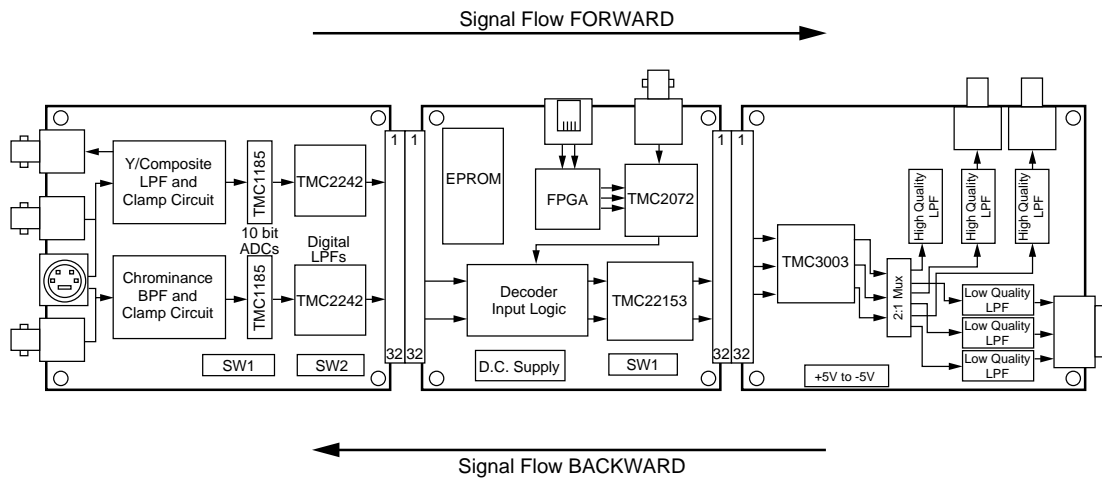 Signal Flow FORWARD
Y/Composite
LPF and
Clamp Circuit
TMC1185
TMC2242
10 bit
ADCs
Digital
LPFs
Chrominance
BPF and
Clamp Circuit
TMC1185
TMC2242
SW1
SW2
1
1
32
32
EPROM
FPGA
TMC2072
Decoder
Input Logic
TMC22153
D.C. Supply
SW1
1
1
32
32
TMC3003
2:1 Mux
High Quality
LPF
High Quality
LPF
High Quality
LPF
Low Quality
LPF
Low Quality
LPF
Low Quality
LPF
+5V to -5V
Signal Flow BACKWARD